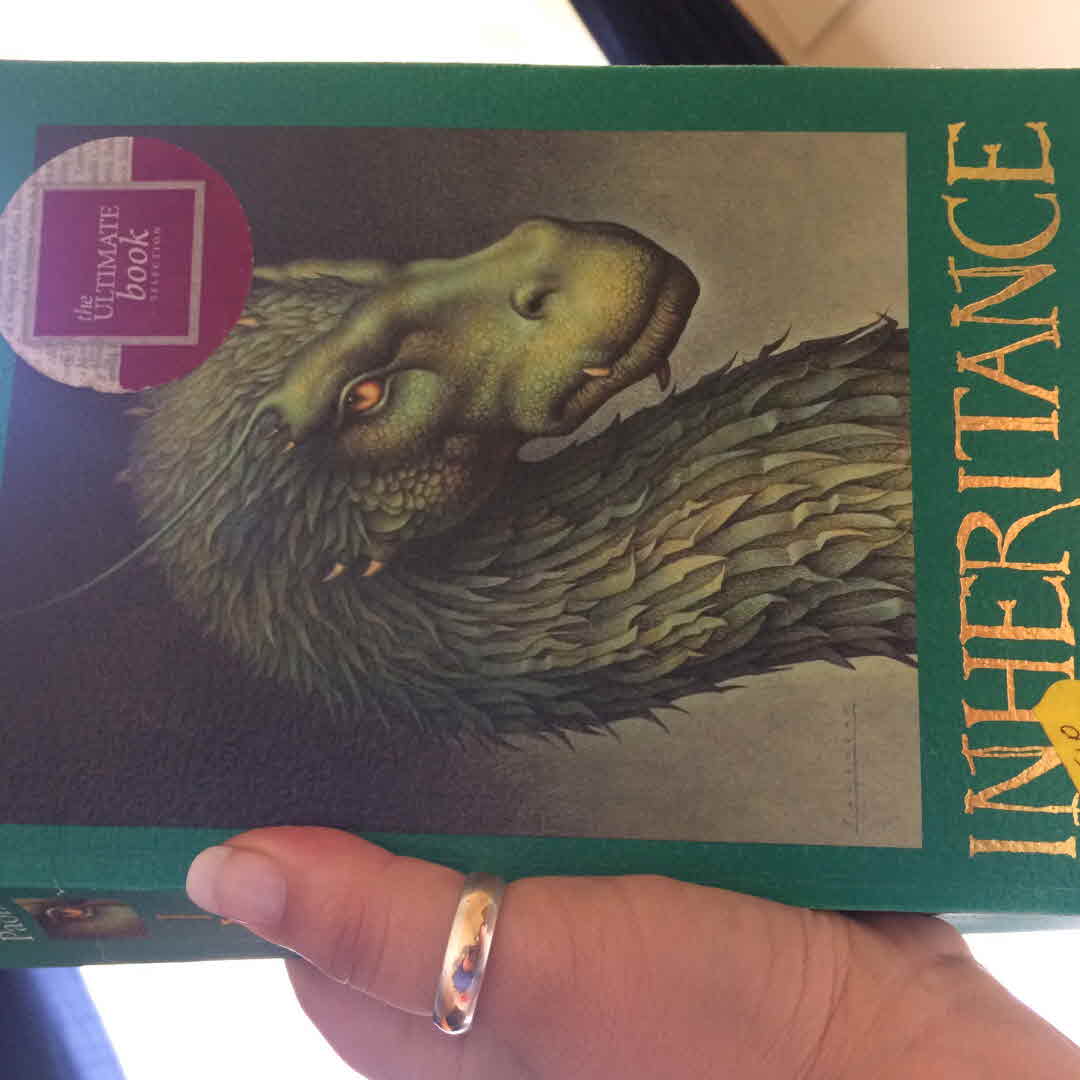 the
ULTIMATE
book
SELECTION
INHERITANCE